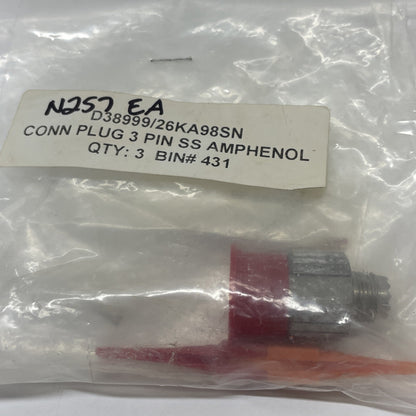 N257 EA
D38999/26KA98SN
CONN PLUG 3 PIN SS AMPHENOL
QTY: 3 BIN# 431